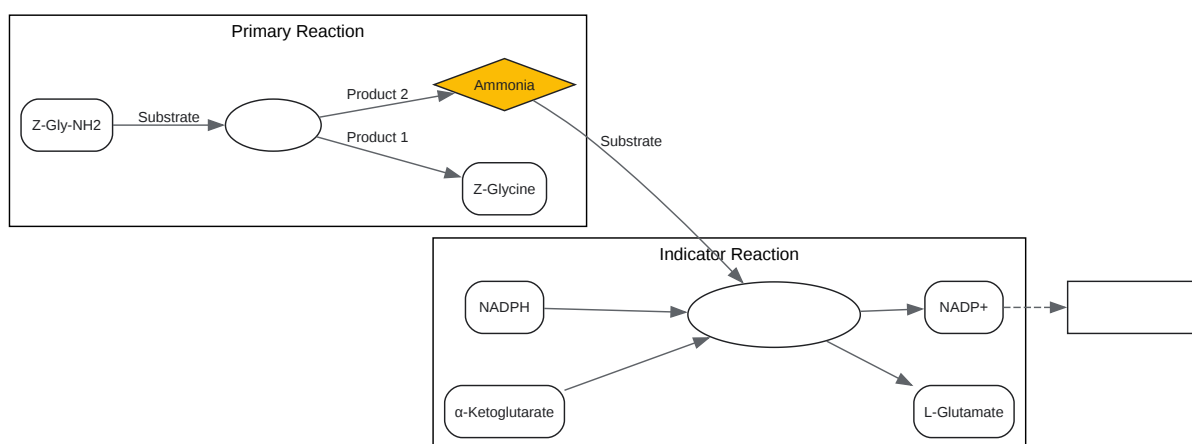 Primary Reaction
Z-Gly-NH2
Substrate
Product 2
Product 1
Ammonia
Z-Glycine
Substrate
Indicator Reaction
NADPH
α-Ketoglutarate
NADP+
L-Glutamate